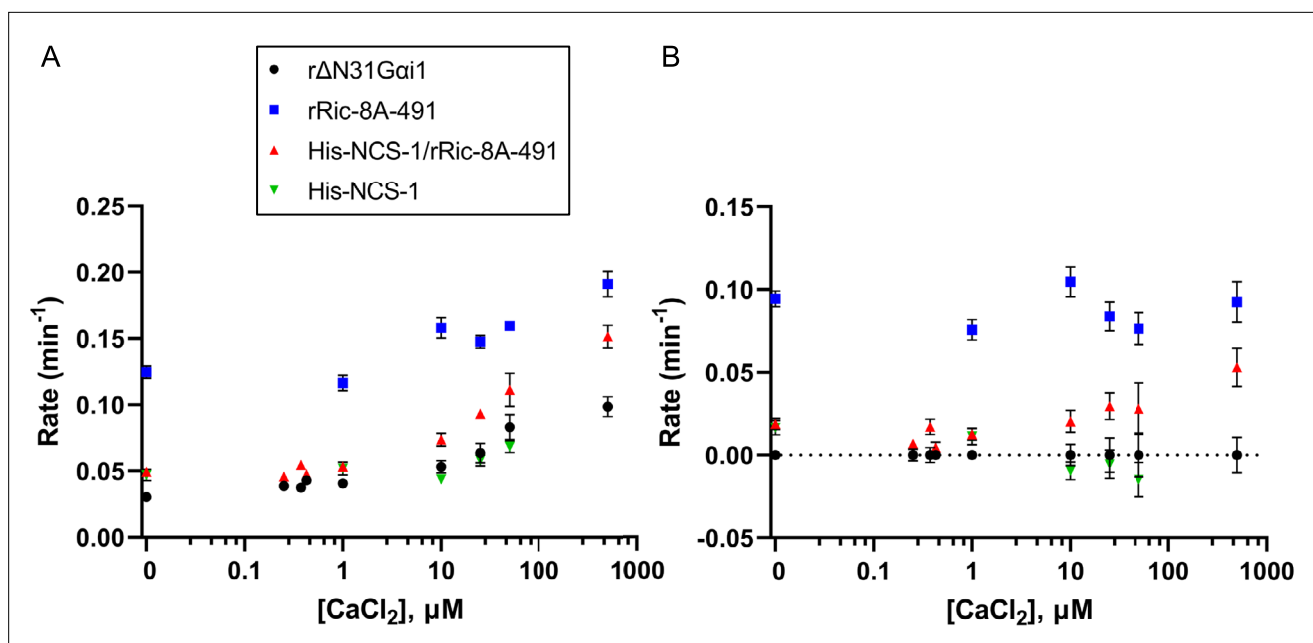 A
rΔN31Gαi1
rRic-8A-491
His-NCS-1/rRic-8A-491
His-NCS-1
0.25
0.20
0.15
0.10
0.05
0.00
Rate (min⁻¹)
0 0.1 1 10 100 1000
[CaCl₂], µM
B
0.15
0.10
0.05
0.00
-0.05
Rate (min⁻¹)
0 0.1 1 10 100 1000
[CaCl₂], µM